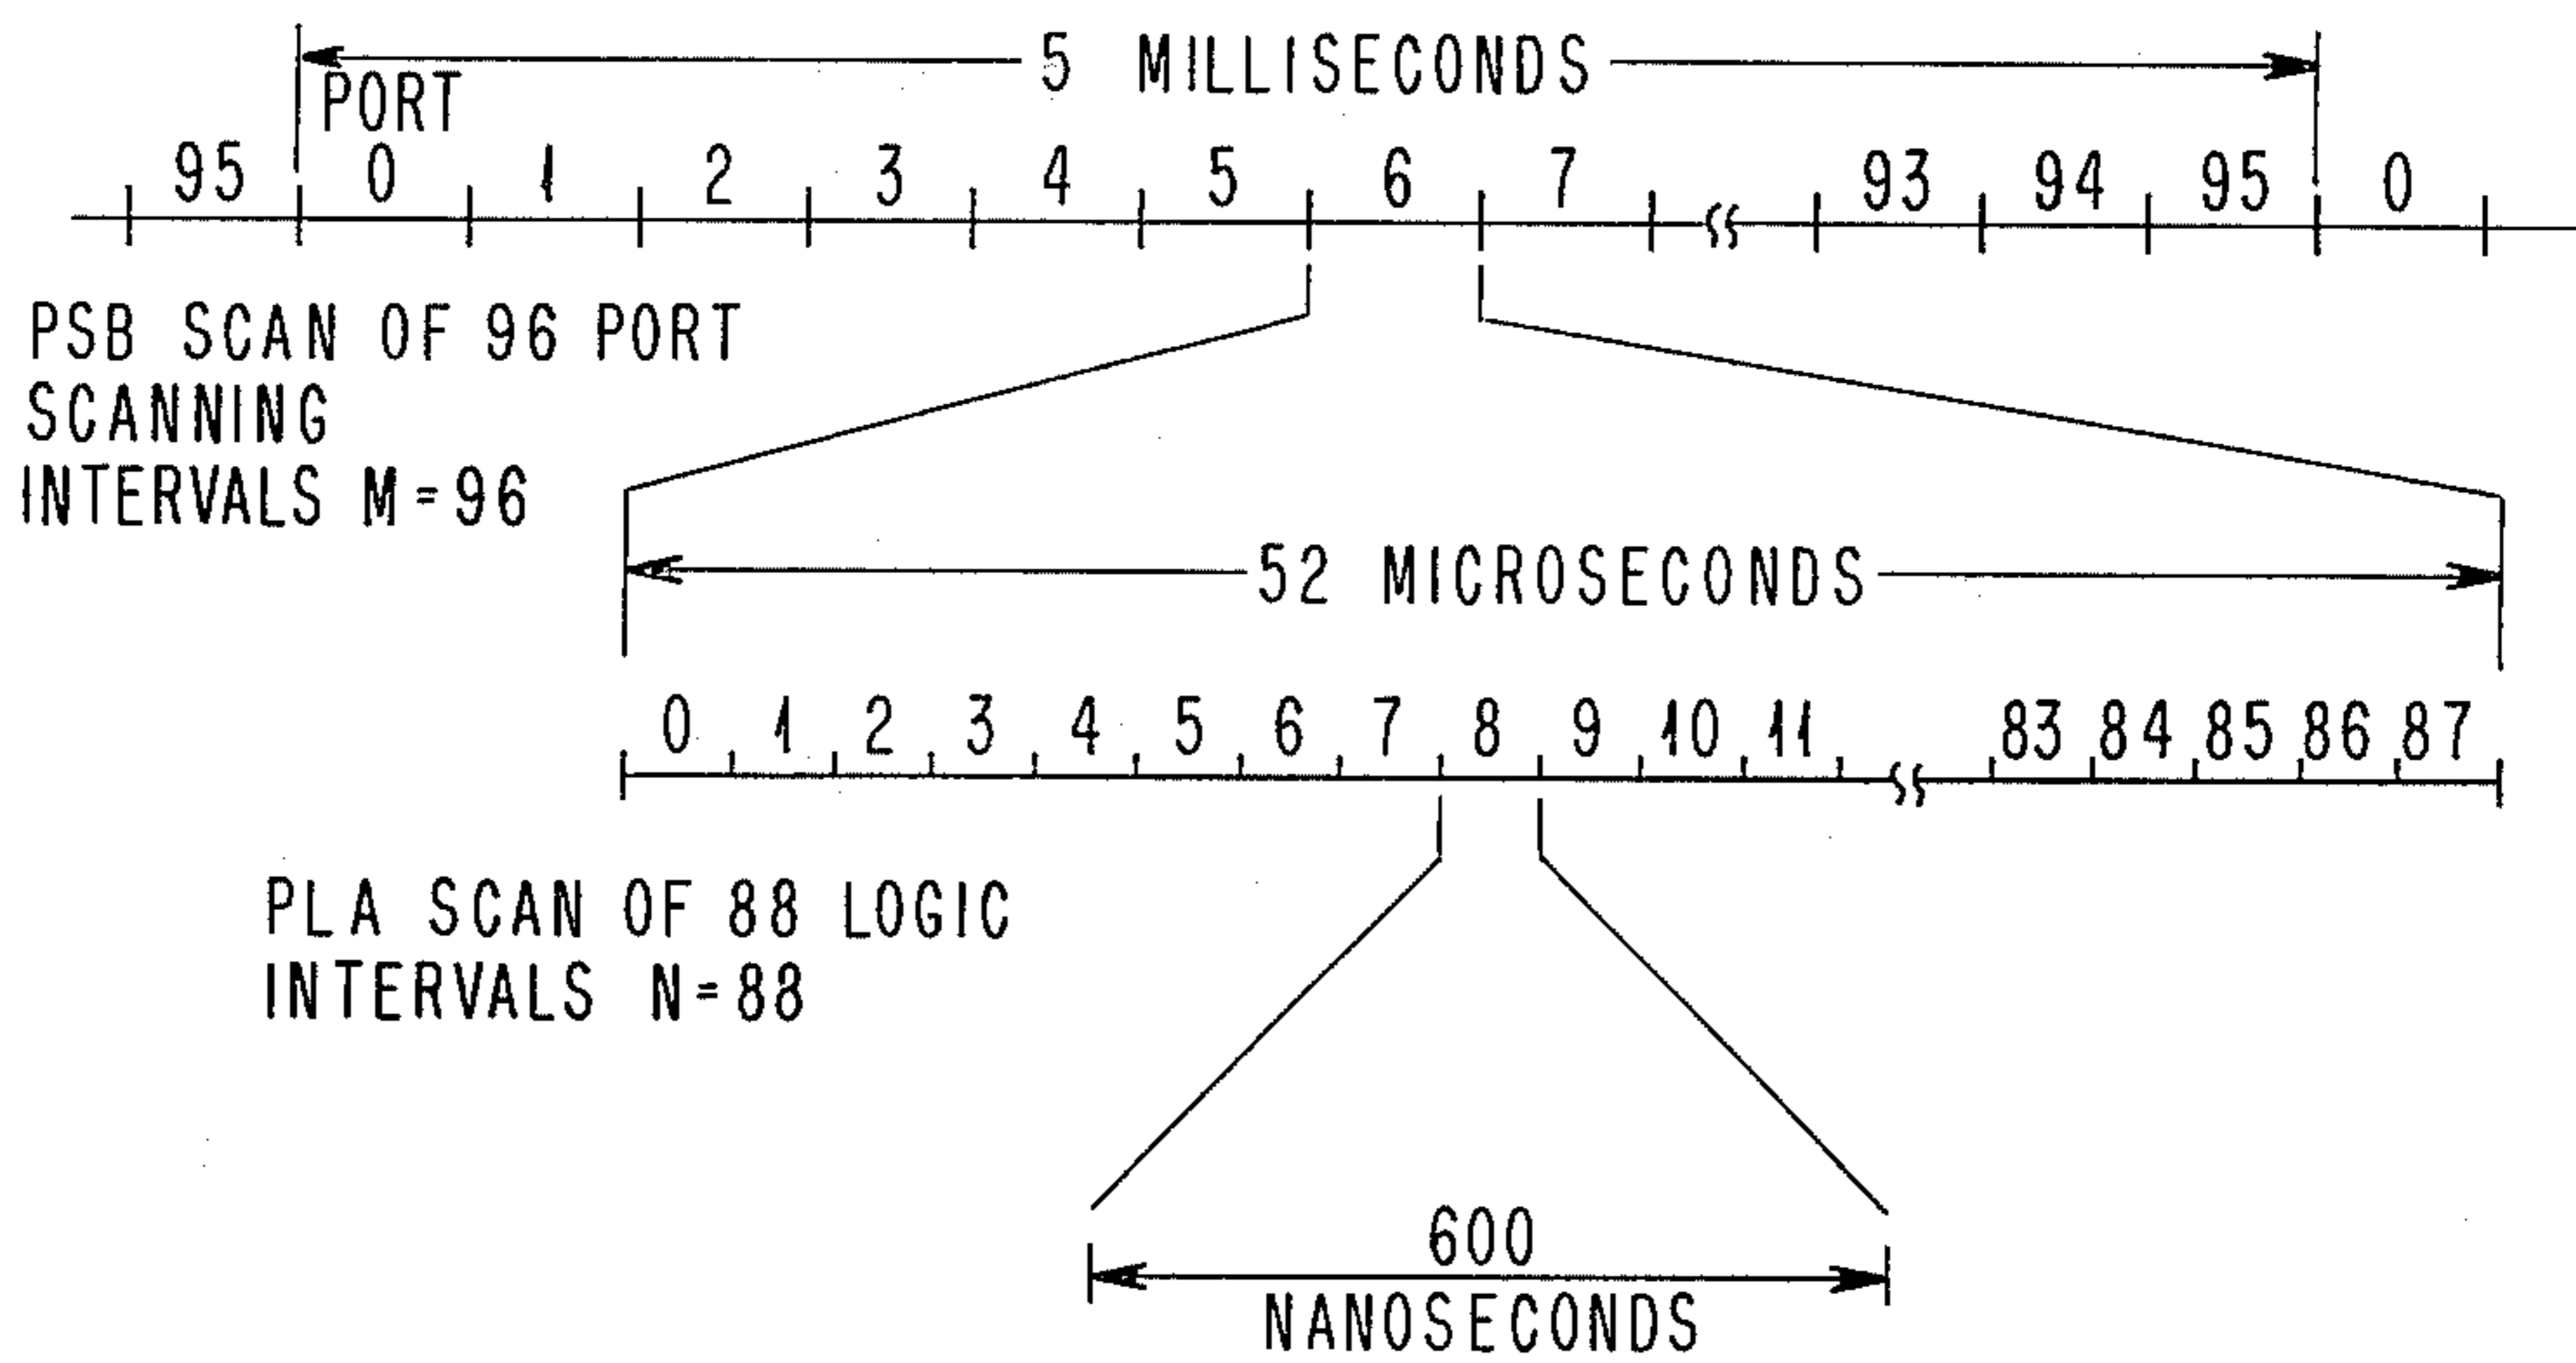 5 MILLISECONDS
PORT
95 0 1 2 3 4 5 6 7 93 94 95 0
PSB SCAN OF 96 PORT
SCANNING
INTERVALS M=96
52 MICROSECONDS
0 1 2 3 4 5 6 7 8 9 10 11 83 84 85 86 87
PLA SCAN OF 88 LOGIC
INTERVALS N=88
600
NANOSECONDS